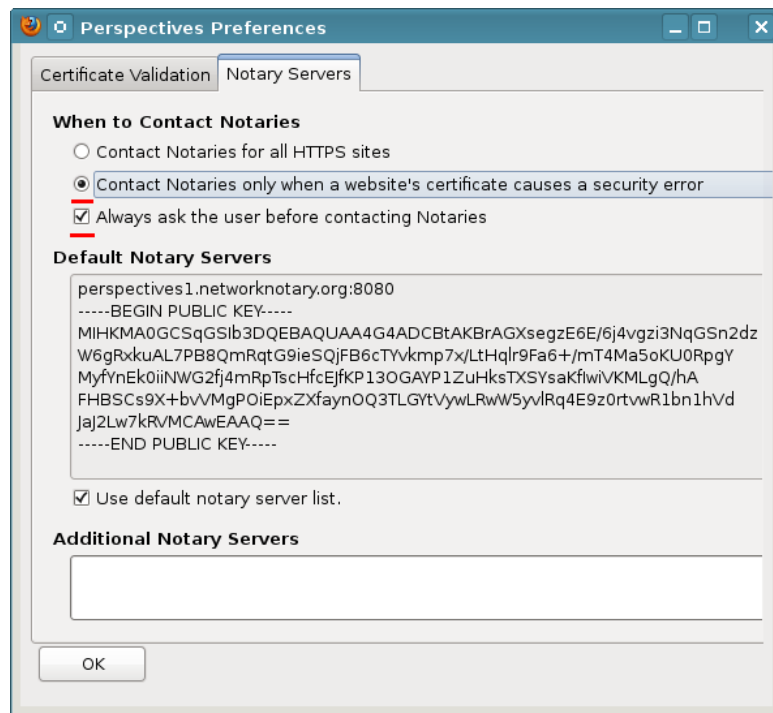 Perspectives Preferences
Certificate Validation
Notary Servers
When to Contact Notaries
Contact Notaries for all HTTPS sites
Contact Notaries only when a website's certificate causes a security error
Always ask the user before contacting Notaries
Default Notary Servers
perspectives1.networknotary.org:8080
-----BEGIN PUBLIC KEY-----
MIHKMA0GCSqGSIb3DQEBAQUAA4G4ADCBtAKBrAGXsegzE6E/6j4vgzi3NqGSn2dz
W6gRxkuAL7PB8QmRqtG9ieSQjFB6cTYvkmp7x/LtHqlr9Fa6+/mT4Ma5oKU0RpgY
MyfYnEk0iiNWG2fj4mRpTscHfcEJfKP13OGAYP1ZuHksTXSYsaKfIwiVKMLgQ/hA
FHBSCs9X+bvVMgPOiEpxZXfaynOQ3TLGYtVywLRwW5yvlRq4E9z0rtvwR1bn1hVd
JaJ2Lw7kRVMCAwEAAQ==
-----END PUBLIC KEY-----
Use default notary server list.
Additional Notary Servers
OK